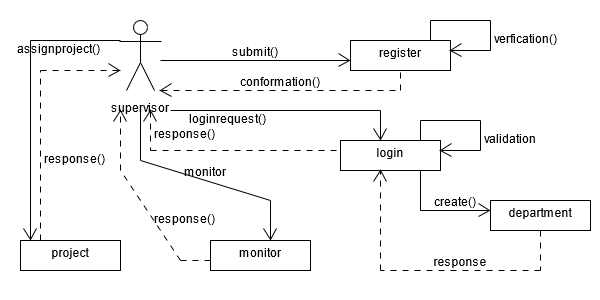 assignproject()
submit()
register
verfication()
conformation()
supervisor
loginrequest()
response()
validation
login
response()
monitor
create()
department
response()
project
monitor
response